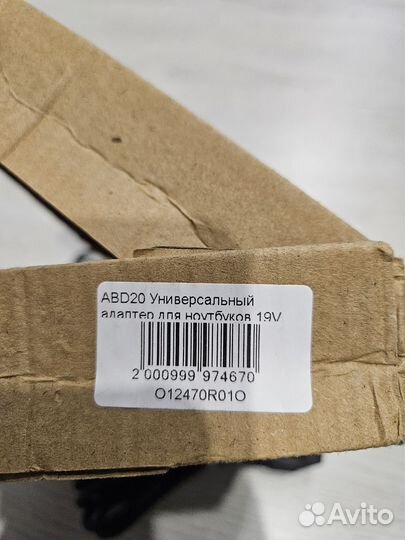 ABD20 Универсальный
адаптер для ноутбуков 19V
2 000999 974670
O12470R01O
Avito